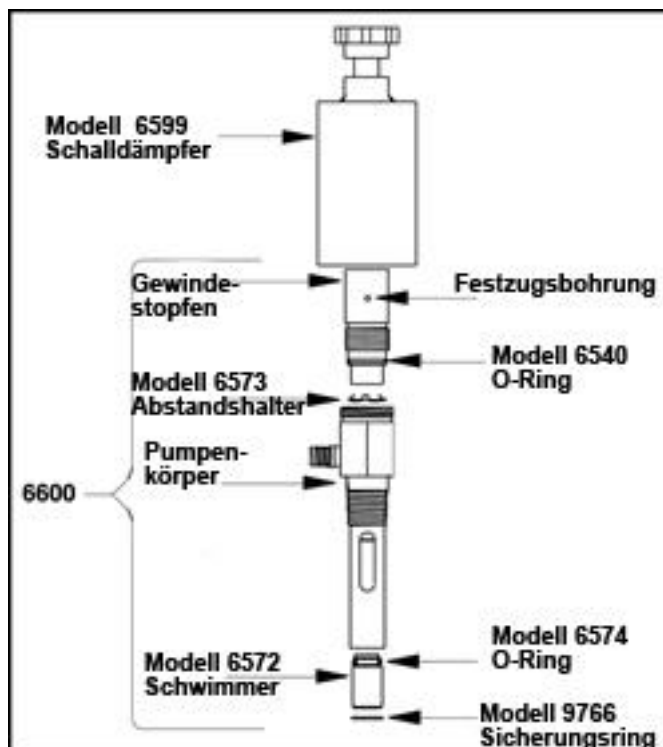 Modell 6599
Schalldämpfer
Gewinde-
stopfen
Festzugsbohrung
Modell 6540
O-Ring
Modell 6573
Abstandshalter
Pumpen-
körper
6600
Modell 6574
O-Ring
Modell 6572
Schwimmer
Modell 9766
Sicherungsring